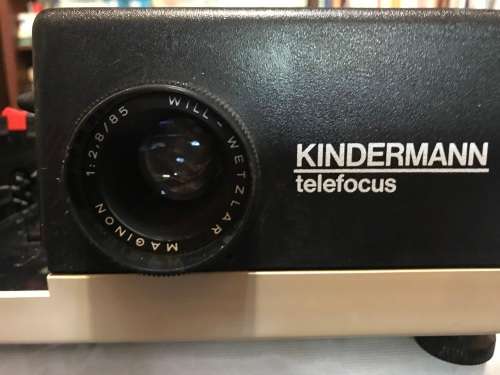 WILL - WETZLAR
MAGINON
1:2,8/85
KINDERMANN
telefocus